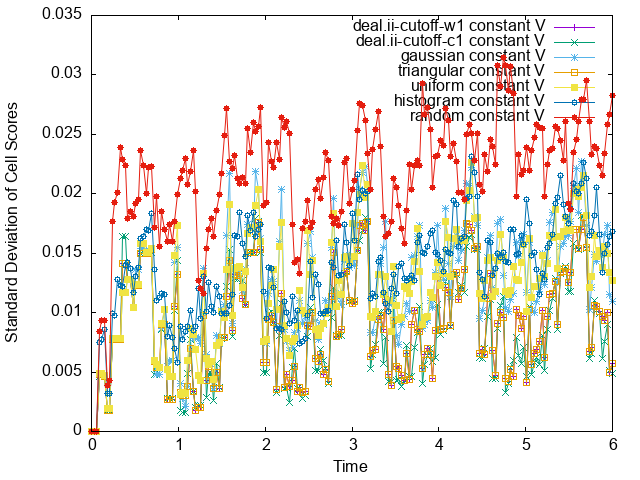 0.035
0.03
0.025
0.02
0.015
0.01
0.005
0
Standard Deviation of Cell Scores
deal.ii-cutoff-w1 constant V
deal.ii-cutoff-c1 constant V
gaussian constant V
triangular constant V
uniform constant V
histogram constant V
random constant V
0 1 2 3 4 5 6
Time